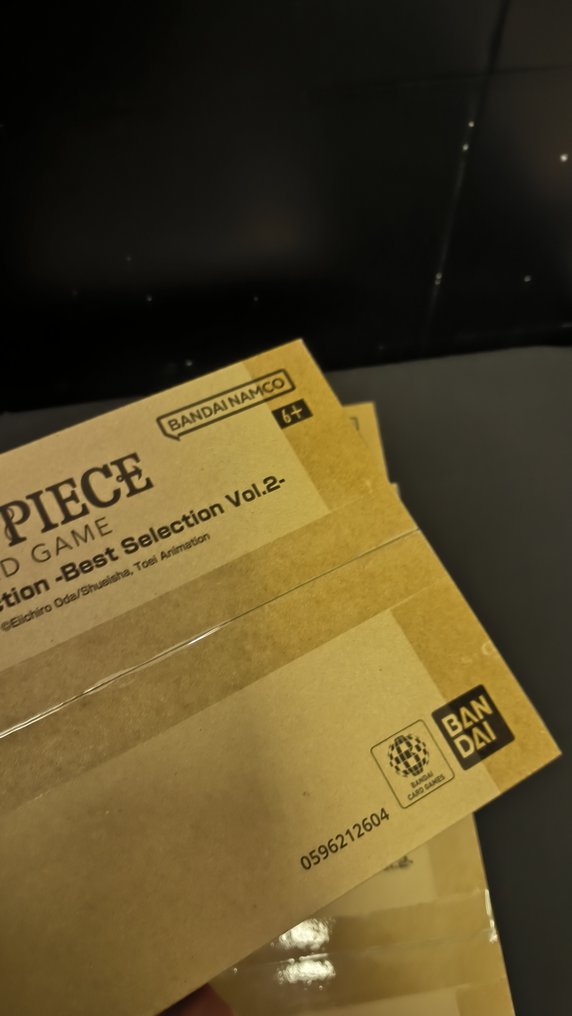 BANDAI NAMCO
6+
PIECE
D GAME
ction -Best Selection Vol.2-
©Eiichiro Oda/Shueisha, Toei Animation
BAN
DAI
BANDAI
CARD GAMES
0596212604